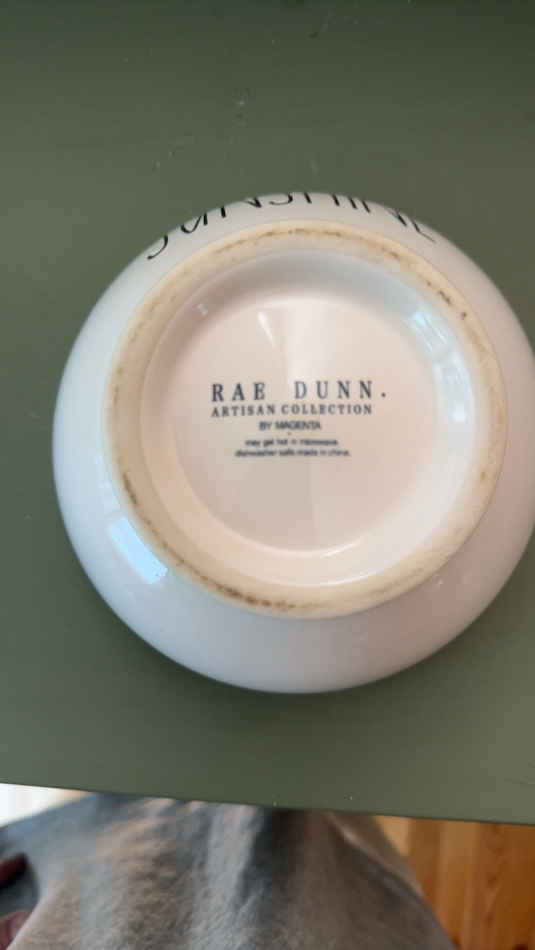 SUNSHINE
RAE DUNN.
ARTISAN COLLECTION
BY MAGENTA
may get hot in microwave.
dishwasher safe.made in china.